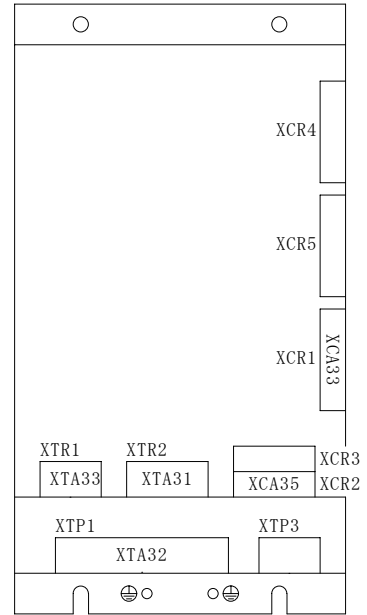 XCR4
XCR5
XCR1
XCA33
XTR1
XTR2
XCR3
XTA33
XTA31
XCA35
XCR2
XTP1
XTP3
XTA32